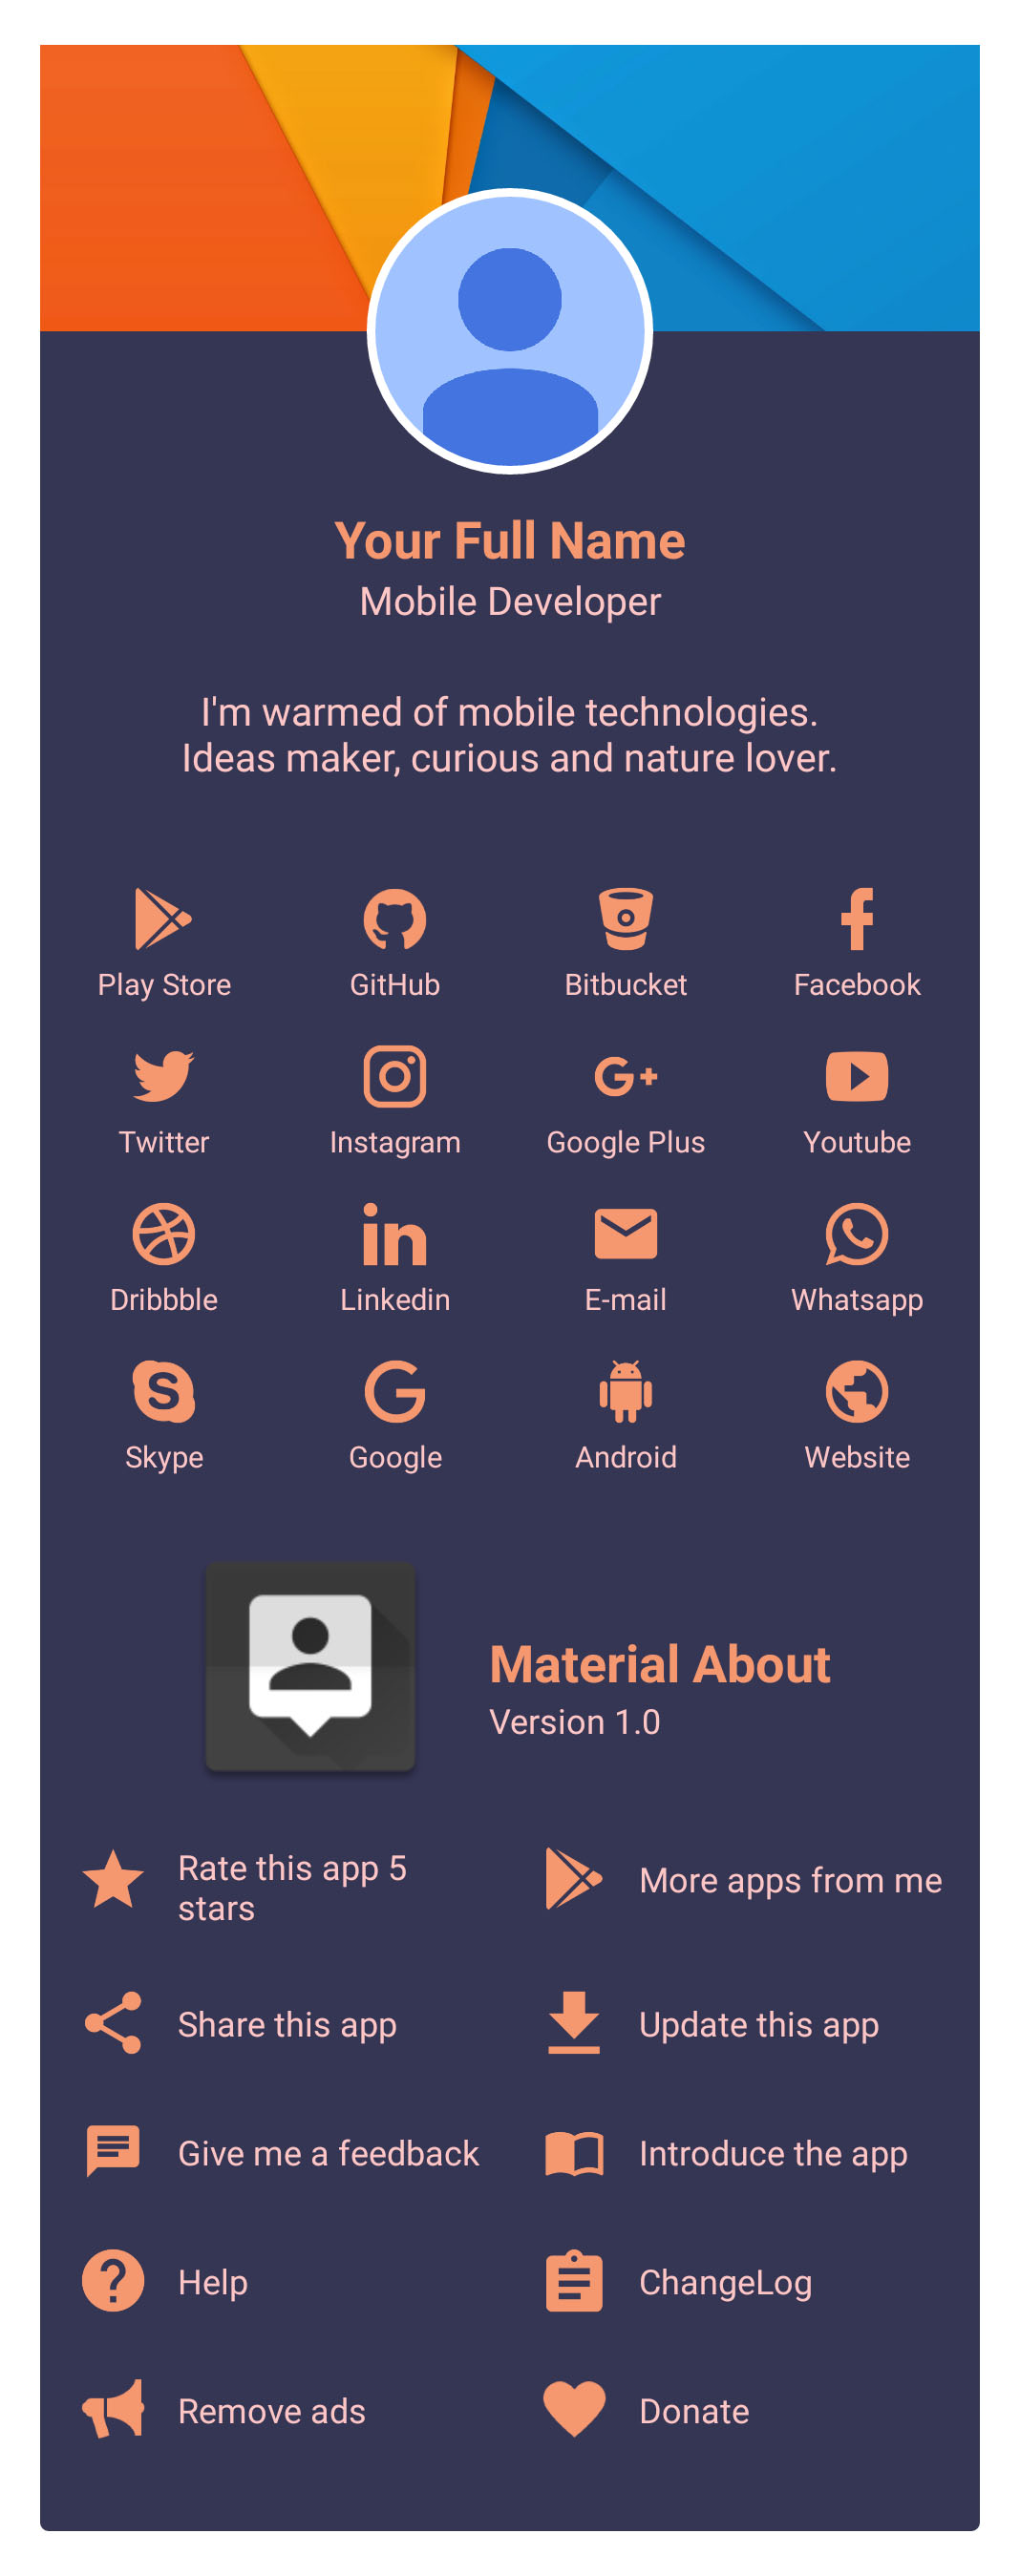 Your Full Name
Mobile Developer
I'm warmed of mobile technologies.
Ideas maker, curious and nature lover.
Play Store
GitHub
Bitbucket
Facebook
Twitter
Instagram
Google Plus
Youtube
Dribbble
Linkedin
E-mail
Whatsapp
Skype
Google
Android
Website
Material About
Version 1.0
Rate this app 5
stars
More apps from me
Share this app
Update this app
Give me a feedback
Introduce the app
Help
ChangeLog
Remove ads
Donate